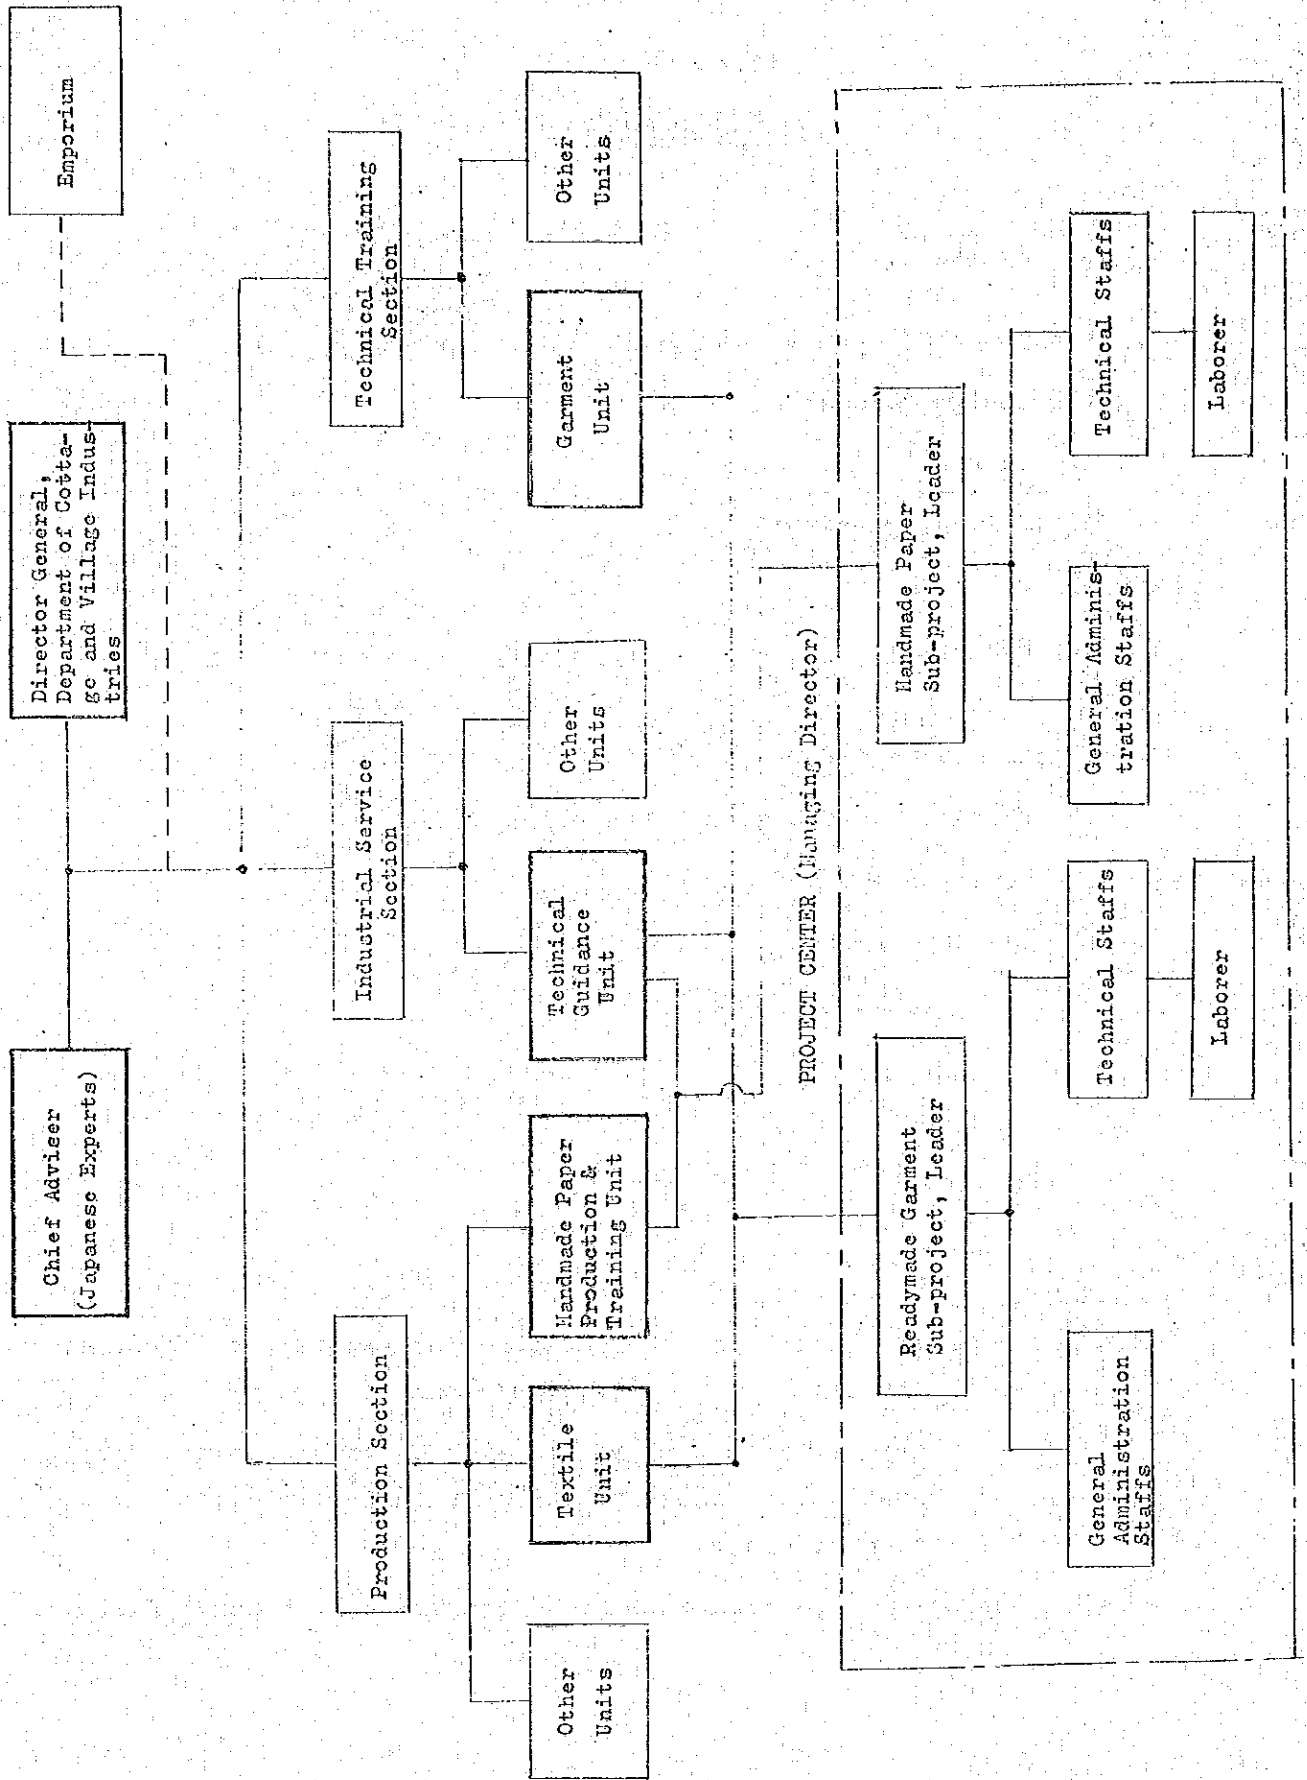 Chief Adviser
(Japanese Experts)
Director General,
Department of Cotta-
ge and Village Indus-
tries
Emporium
Production Section
Industrial Service
Section
Technical Training
Section
Other
Units
Textile
Unit
Handmade Paper
Production &
Training Unit
Technical
Guidance
Unit
Other
Units
Garment
Unit
Other
Units
PROJECT CENTER (Managing Director)
Readymade Garment
Sub-project, Leader
Handmade Paper
Sub-project, Leader
General
Administration
Staffs
Technical Staffs
General Adminis-
tration Staffs
Technical Staffs
Laborer
Laborer